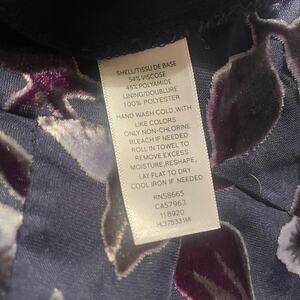 SHELL/TISSU DE BASE
54% VISCOSE
46% POLYAMIDE
LINING/DOUBLURE
100% POLYESTER
HAND WASH COLD, WITH
LIKE COLORS
ONLY NON-CHLORINE
BLEACH IF NEEDED
ROLL IN TOWEL TO
REMOVE EXCESS
MOISTURE, RESHAPE,
LAY FLAT TO DRY
COOL IRON IF NEEDED
RN58665
CA57963
118920
HL375331M